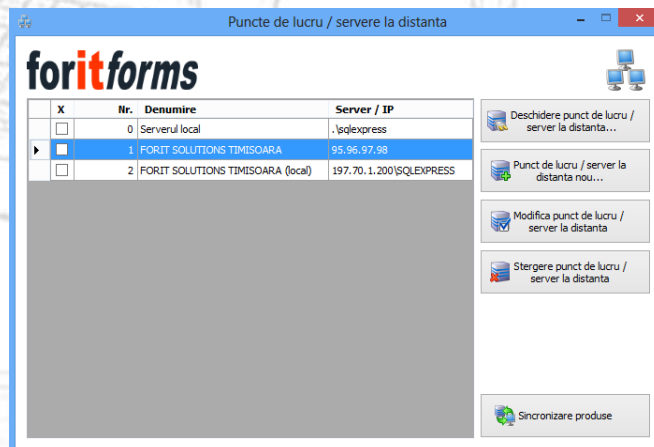 Puncte de lucru / servere la distanta
foritforms
X Nr. Denumire Server / IP
0 Serverul local .\sqlexpress
1 FORIT SOLUTIONS TIMISOARA 95.96.97.98
2 FORIT SOLUTIONS TIMISOARA (local) 197.70.1.200\SQLEXPRESS
Deschidere punct de lucru /
server la distanta...
Punct de lucru / server la
distanta nou...
Modifica punct de lucru /
server la distanta
Stergere punct de lucru /
server la distanta
Sincronizare produse